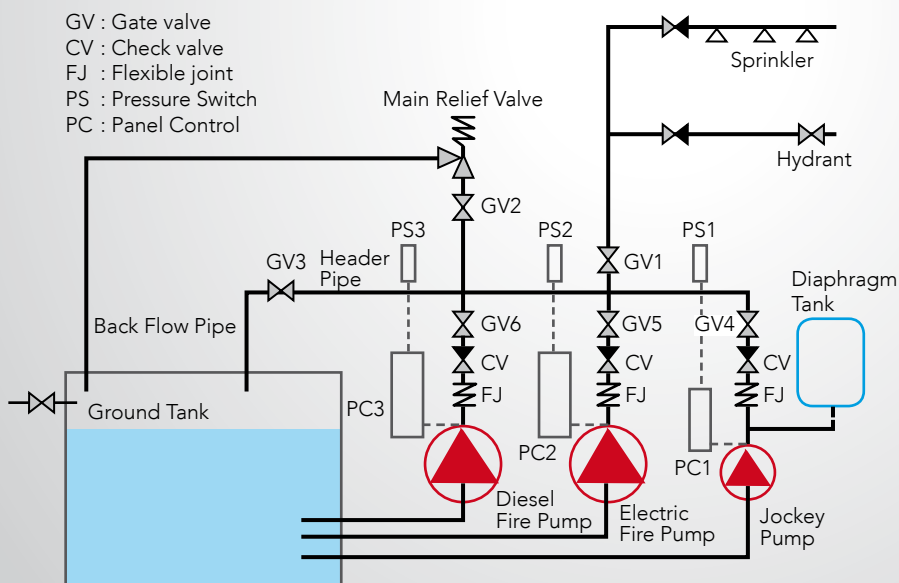 GV : Gate valve
CV : Check valve
FJ : Flexible joint
PS : Pressure Switch
PC : Panel Control
Main Relief Valve
Sprinkler
Hydrant
GV2
PS3
PS2
PS1
GV3
Header
Pipe
GV1
Diaphragm
Tank
Back Flow Pipe
GV6
GV5
GV4
CV
CV
CV
FJ
FJ
FJ
Ground Tank
PC3
PC2
PC1
Diesel
Fire Pump
Electric
Fire Pump
Jockey
Pump